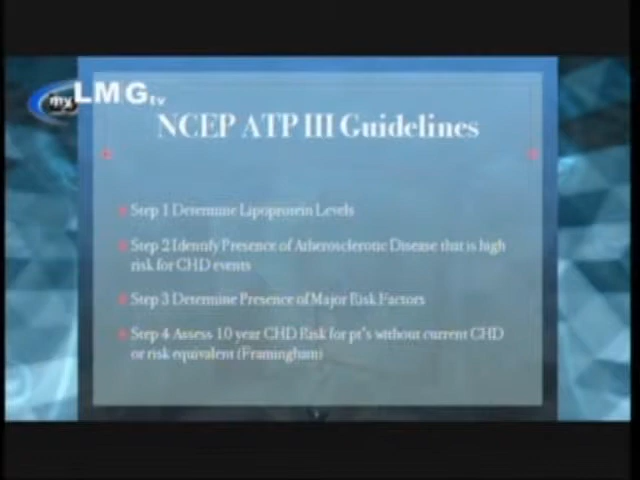 my LMG tv
NCEP ATP III Guidelines
Step 1 Determine Lipoprotein Levels
Step 2 Identify Presence of Atherosclerotic Disease that is high
risk for CHD events
Step 3 Determine Presence of Major Risk Factors
Step 4 Assess 10 year CHD Risk for pt's without current CHD
or risk equivalent (Framingham)